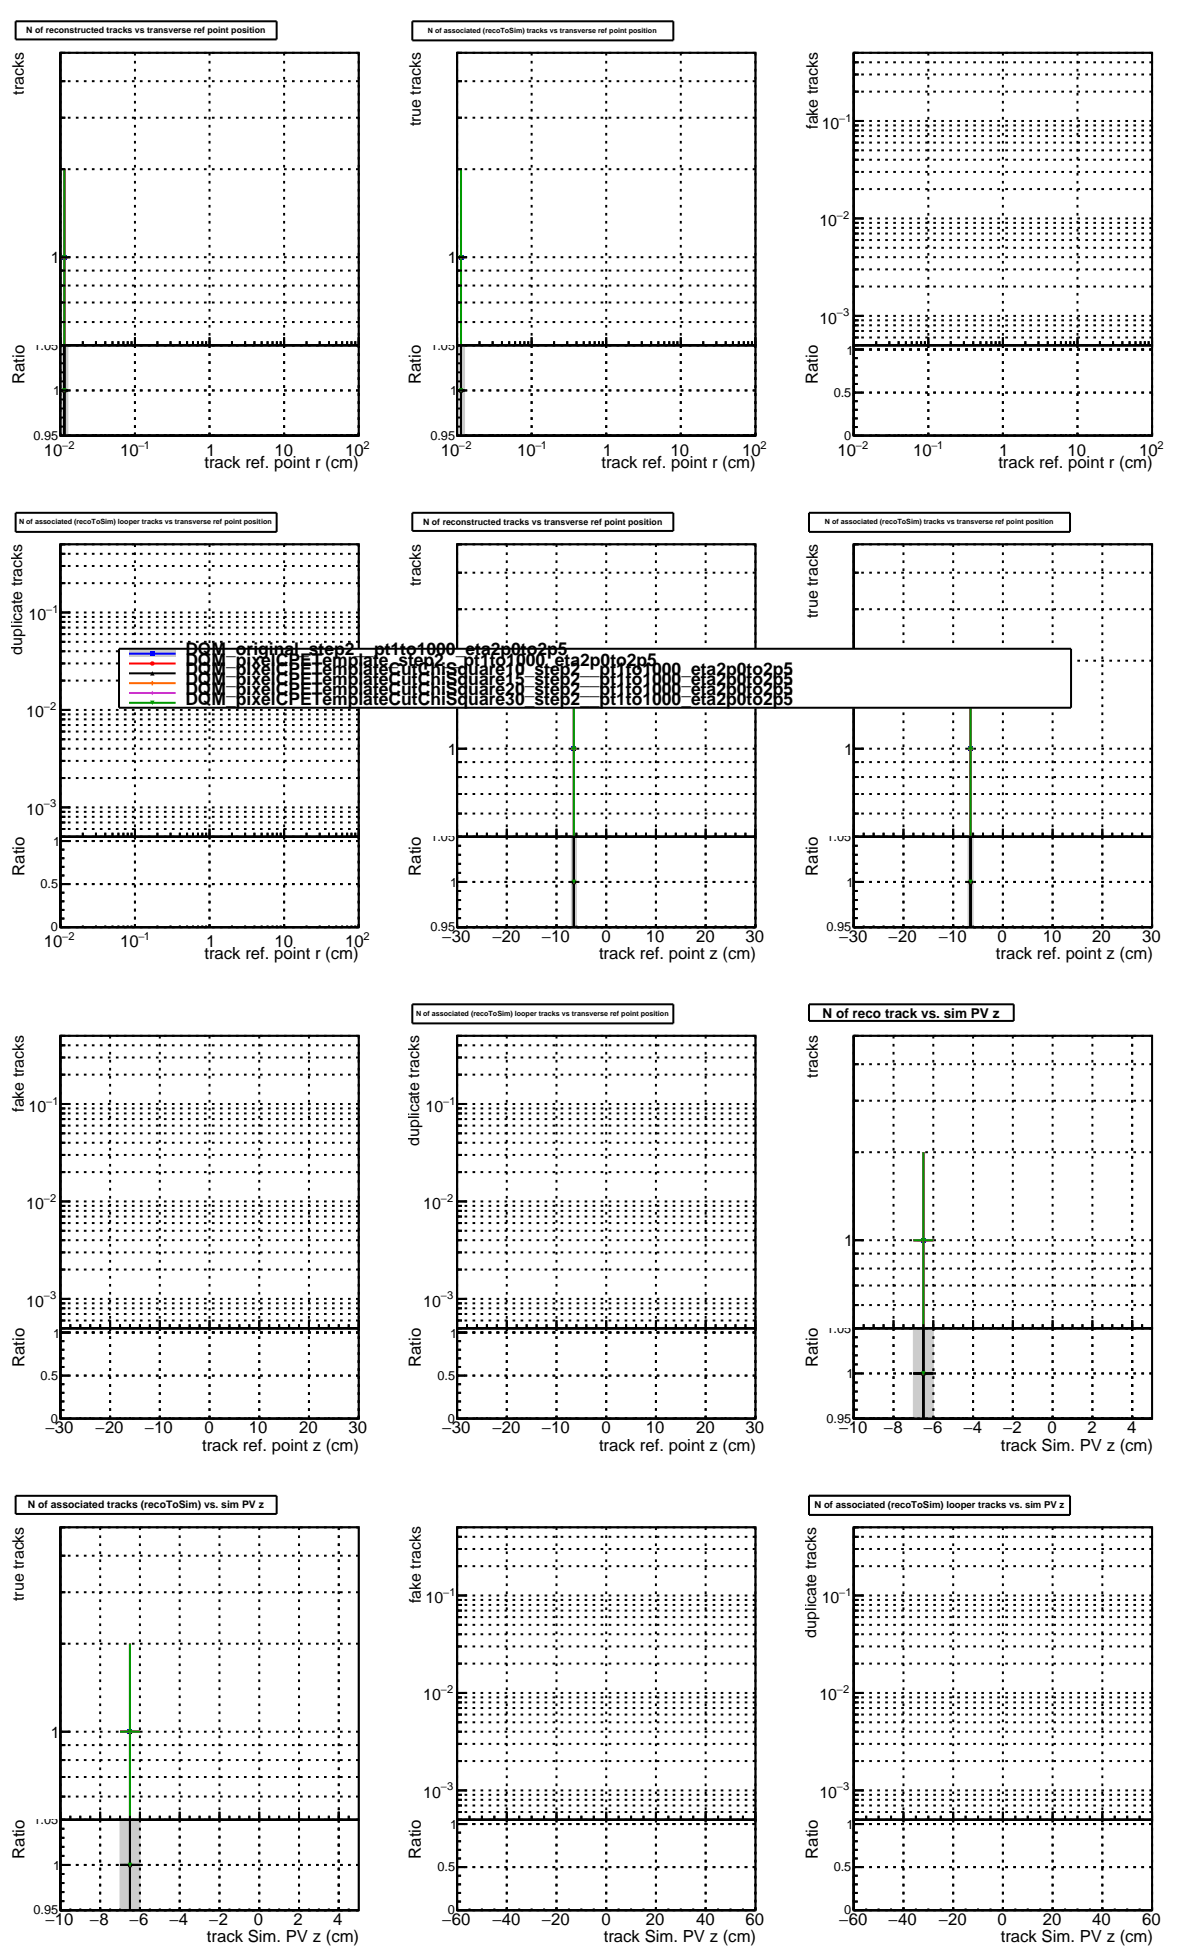 N of reconstructed tracks vs transverse ref point position
tracks
1
1.05
Ratio
1
0.95
10⁻² 10⁻¹ 1 10 10²
track ref. point r (cm)
N of associated (recoToSim) tracks vs transverse ref point position
true tracks
1
1.05
Ratio
1
0.95
10⁻² 10⁻¹ 1 10 10²
track ref. point r (cm)
fake tracks
10⁻¹
10⁻²
10⁻³
Ratio
1
0.5
0
10⁻² 10⁻¹ 1 10 10²
track ref. point r (cm)
N of associated (recoToSim) looper tracks vs transverse ref point position
duplicate tracks
10⁻¹
10⁻²
10⁻³
Ratio
1
0.5
0
10⁻² 10⁻¹ 1 10 10²
track ref. point r (cm)
N of reconstructed tracks vs transverse ref point position
tracks
1
1.05
Ratio
1
0.95
−30 −20 −10 0 10 20 30
track ref. point z (cm)
N of associated (recoToSim) tracks vs transverse ref point position
true tracks
1
1.05
Ratio
1
0.95
−30 −20 −10 0 10 20 30
track ref. point z (cm)
DQM_original_step2__pt1to1000_eta2p0to2p5
DQM_pixelCPETemplate_step2__pt1to1000_eta2p0to2p5
DQM_pixelCPETemplateCutChiSquare10_step2__pt1to1000_eta2p0to2p5
DQM_pixelCPETemplateCutChiSquare15_step2__pt1to1000_eta2p0to2p5
DQM_pixelCPETemplateCutChiSquare20_step2__pt1to1000_eta2p0to2p5
DQM_pixelCPETemplateCutChiSquare30_step2__pt1to1000_eta2p0to2p5
fake tracks
10⁻¹
10⁻²
10⁻³
Ratio
1
0.5
0
−30 −20 −10 0 10 20 30
track ref. point z (cm)
N of associated (recoToSim) looper tracks vs transverse ref point position
duplicate tracks
10⁻¹
10⁻²
10⁻³
Ratio
1
0.5
0
−30 −20 −10 0 10 20 30
track ref. point z (cm)
N of reco track vs. sim PV z
tracks
1
1.05
Ratio
1
0.95
−10 −8 −6 −4 −2 0 2 4
track Sim. PV z (cm)
N of associated tracks (recoToSim) vs. sim PV z
true tracks
1
1.05
Ratio
1
0.95
−10 −8 −6 −4 −2 0 2 4
track Sim. PV z (cm)
fake tracks
10⁻¹
10⁻²
10⁻³
Ratio
1
0.5
0
−60 −40 −20 0 20 40 60
track Sim. PV z (cm)
N of associated (recoToSim) looper tracks vs. sim PV z
duplicate tracks
10⁻¹
10⁻²
10⁻³
Ratio
1
0.5
0
−60 −40 −20 0 20 40 60
track Sim. PV z (cm)